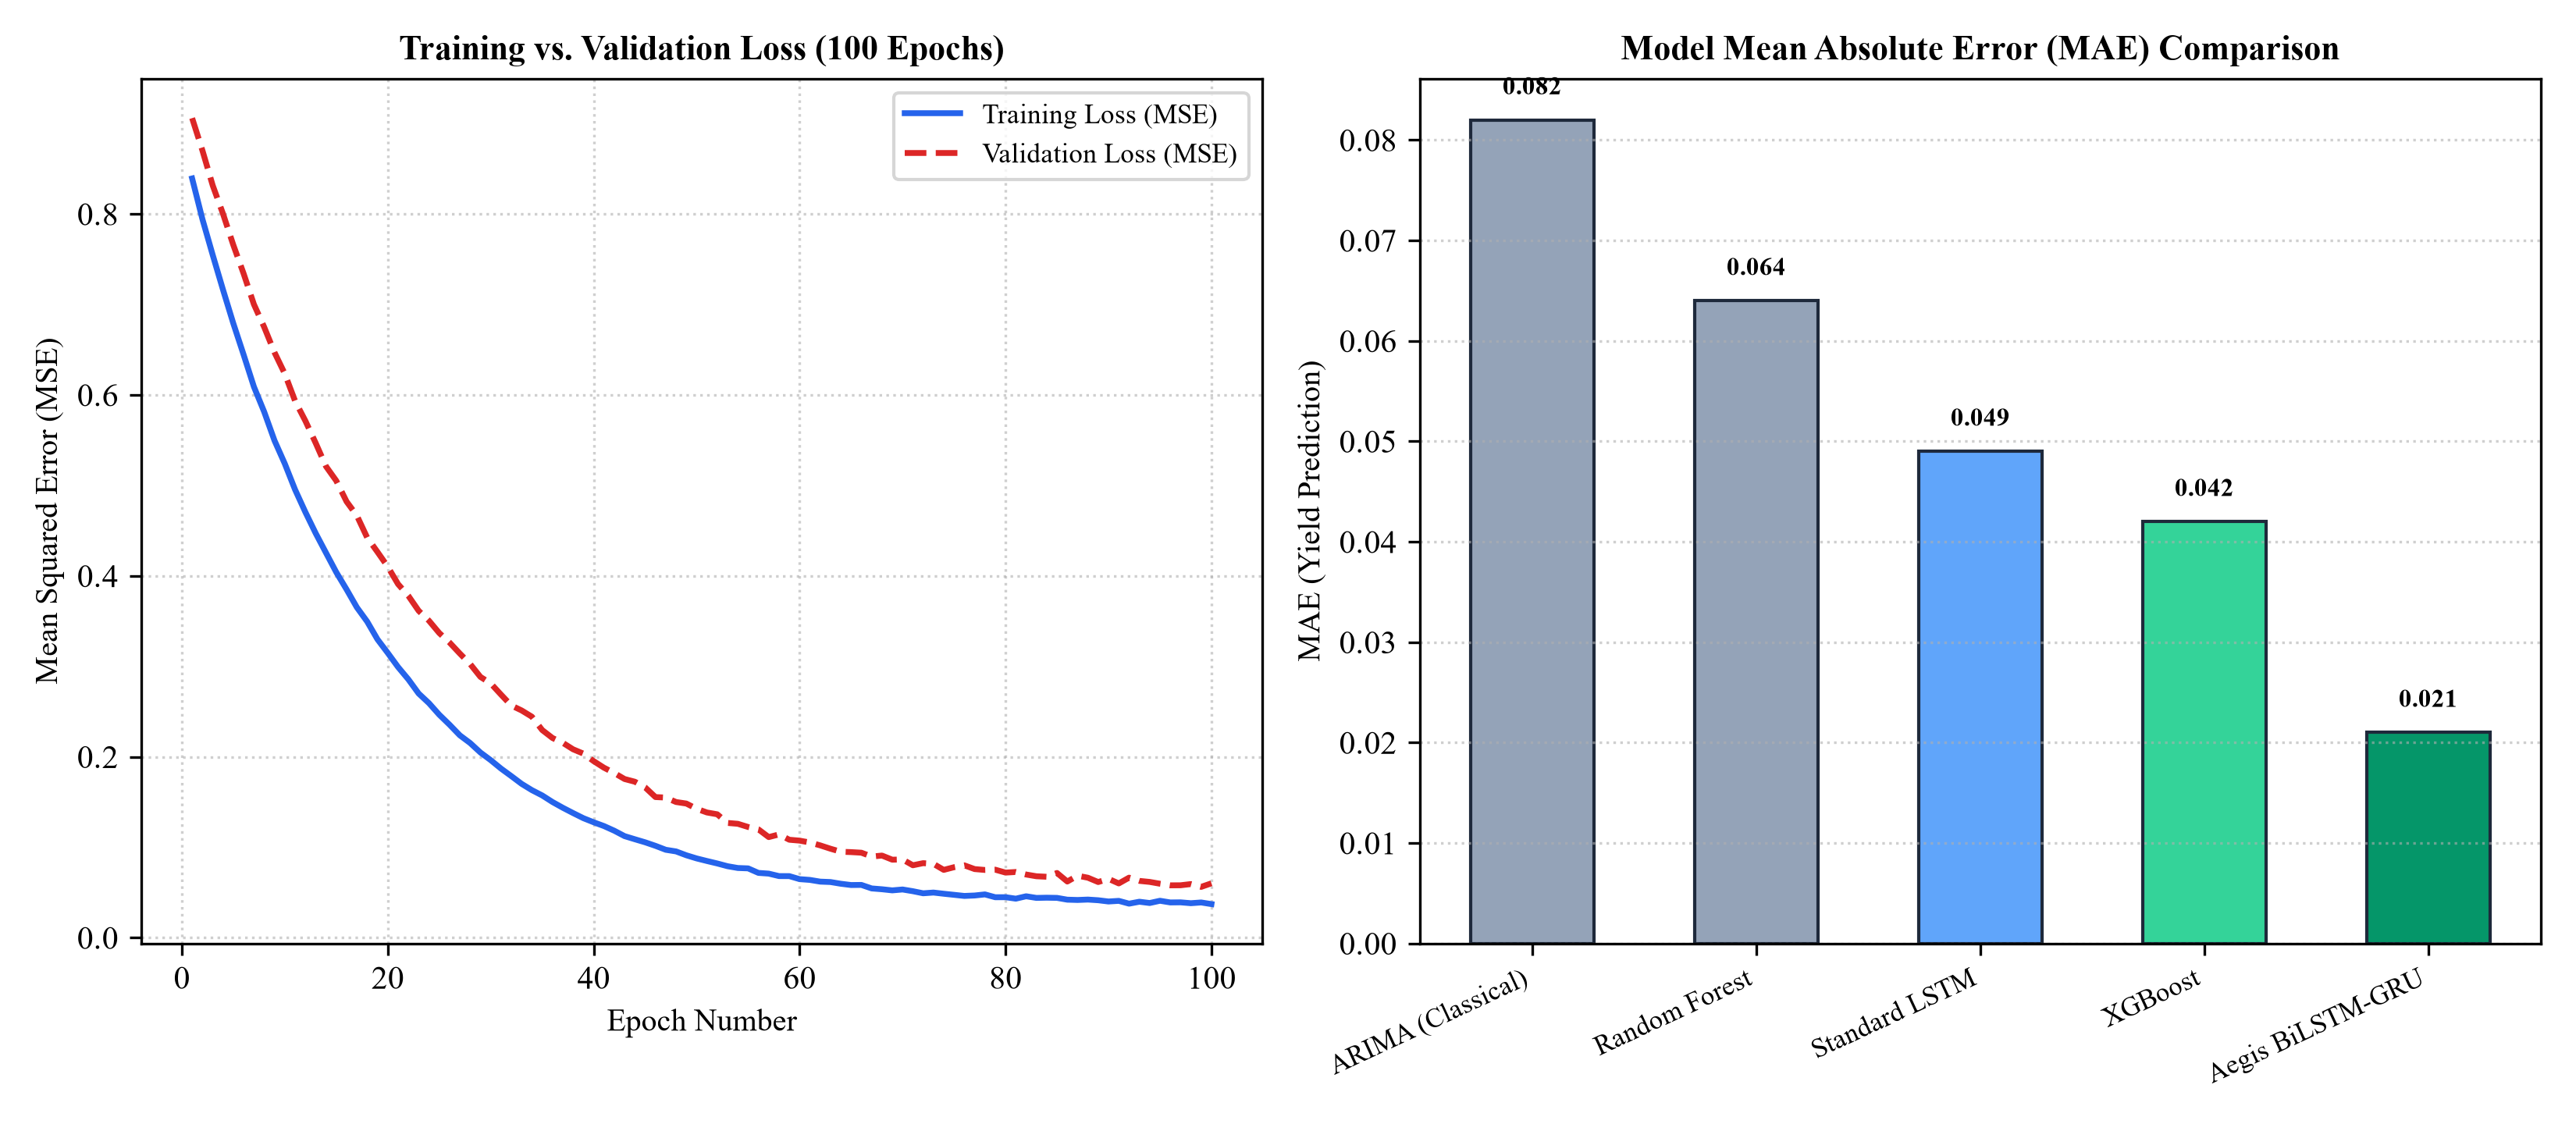 Training vs. Validation Loss (100 Epochs)
Training Loss (MSE)
Validation Loss (MSE)
Mean Squared Error (MSE)
0.8
0.6
0.4
0.2
0.0
0 20 40 60 80 100
Epoch Number
Model Mean Absolute Error (MAE) Comparison
MAE (Yield Prediction)
0.08
0.07
0.06
0.05
0.04
0.03
0.02
0.01
0.00
0.082
0.064
0.049
0.042
0.021
ARIMA (Classical)
Random Forest
Standard LSTM
XGBoost
Aegis BiLSTM-GRU